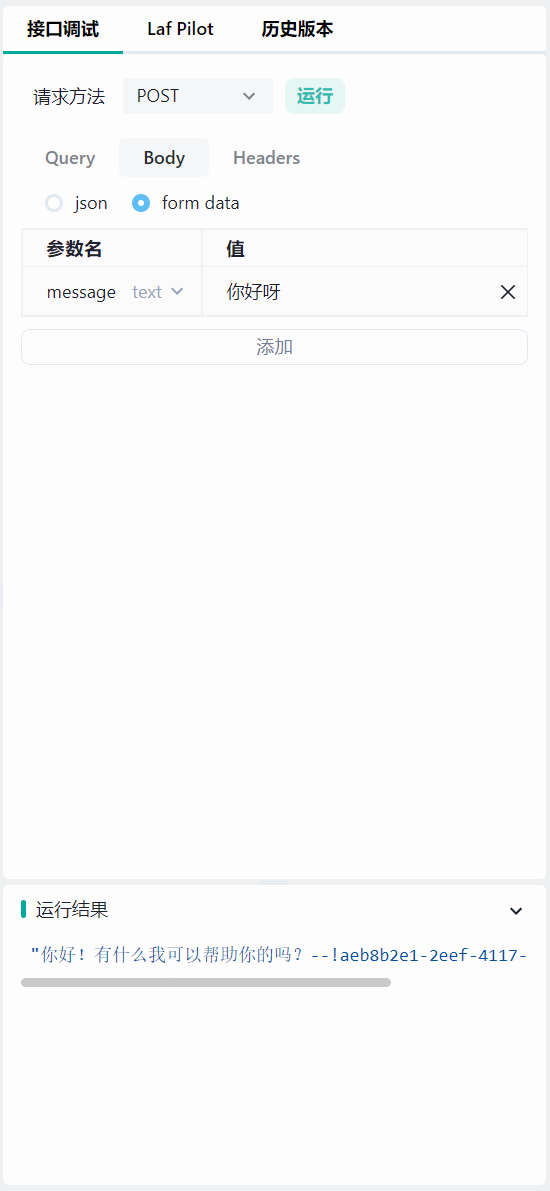 接口调试 Laf Pilot 历史版本
请求方法 POST 运行
Query Body Headers
json form data
参数名 值
message text 你好呀
添加
运行结果
"你好！有什么我可以帮助你的吗？--!aeb8b2e1-2eef-4117-